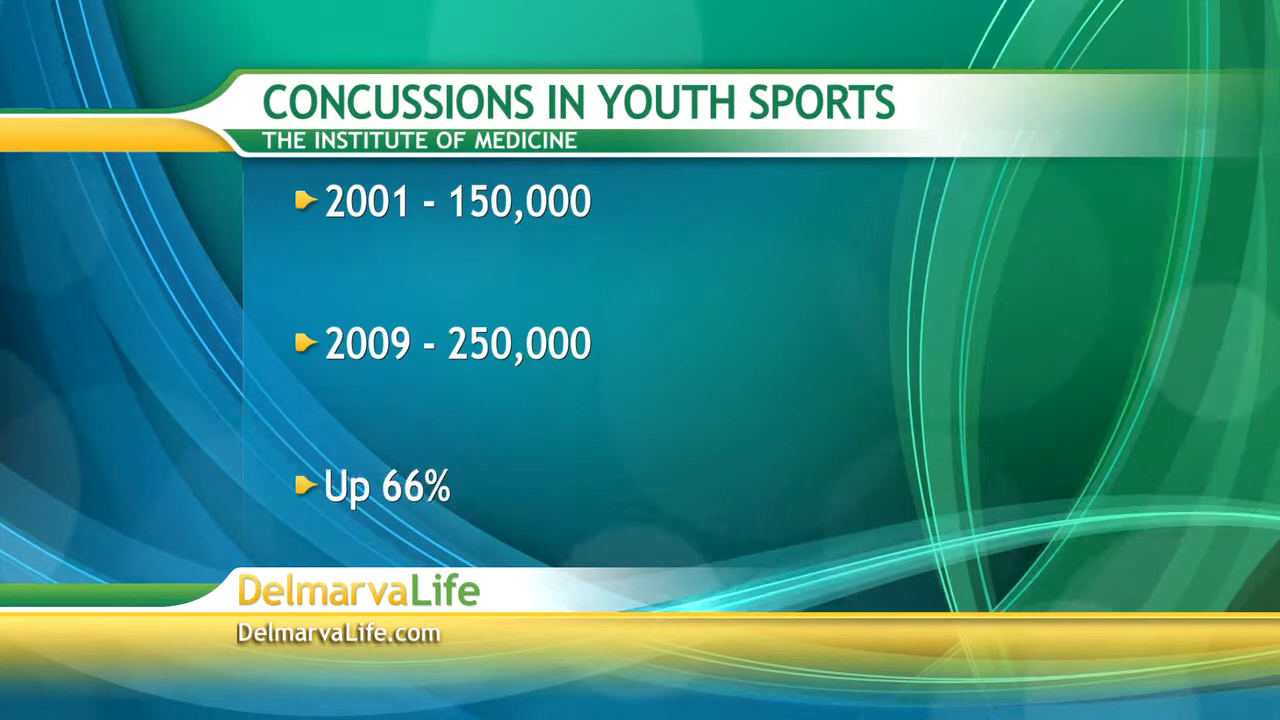 CONCUSSIONS IN YOUTH SPORTS
THE INSTITUTE OF MEDICINE
2001 - 150,000
2009 - 250,000
Up 66%
DelmarvaLife
DelmarvaLife.com